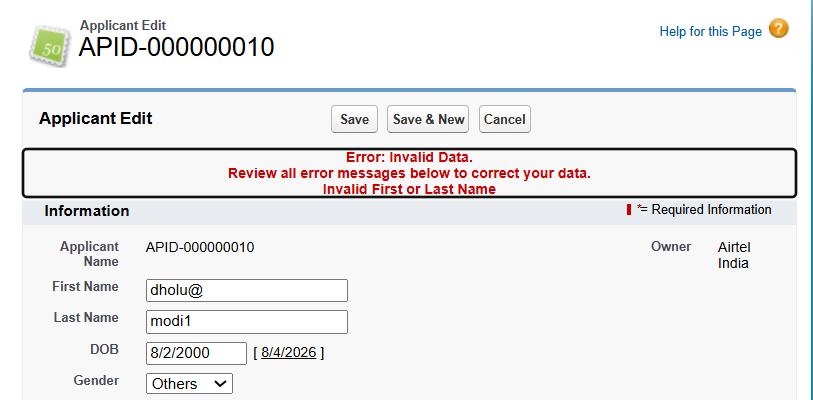 Applicant Edit
APID-000000010
Help for this Page ?
50
Applicant Edit Save Save & New Cancel
Error: Invalid Data.
Review all error messages below to correct your data.
Invalid First or Last Name
Information *= Required Information
Applicant Name APID-000000010 Owner Airtel India
First Name dholu@
Last Name modi1
DOB 8/2/2000 [ 8/4/2026 ]
Gender Others